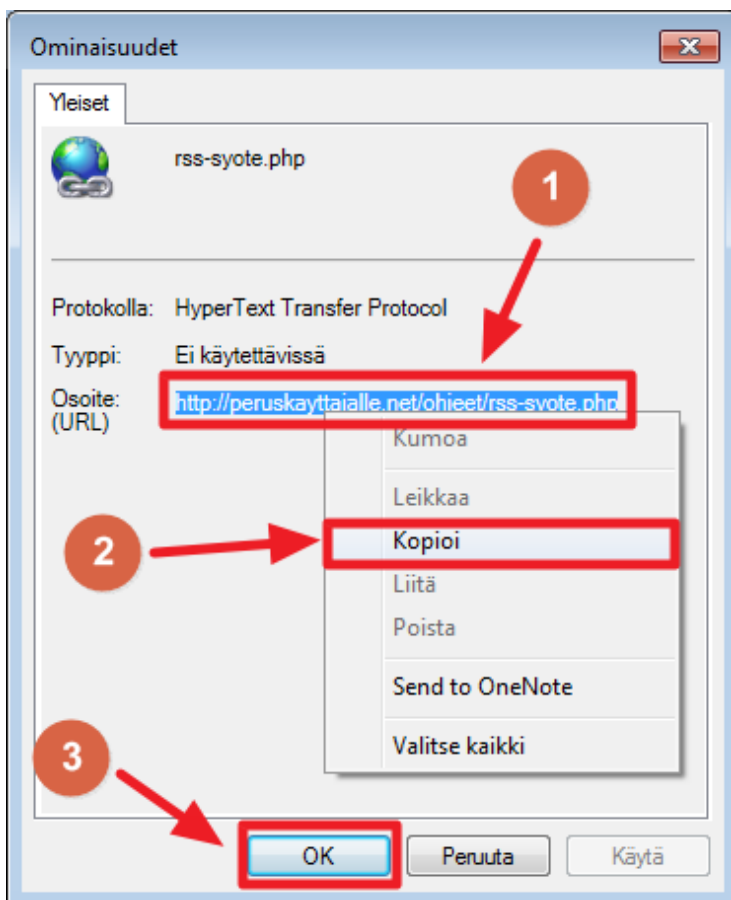 Ominaisuudet
Yleiset
rss-syote.php
1
Protokolla: HyperText Transfer Protocol
Tyyppi: Ei käytettävissä
Osoite: http://peruskayttajalle.net/ohjeet/rss-syote.php
(URL)
Kumoa
Leikkaa
2
Kopioi
Liitä
Poista
Send to OneNote
Valitse kaikki
3
OK Peruuta Käytä